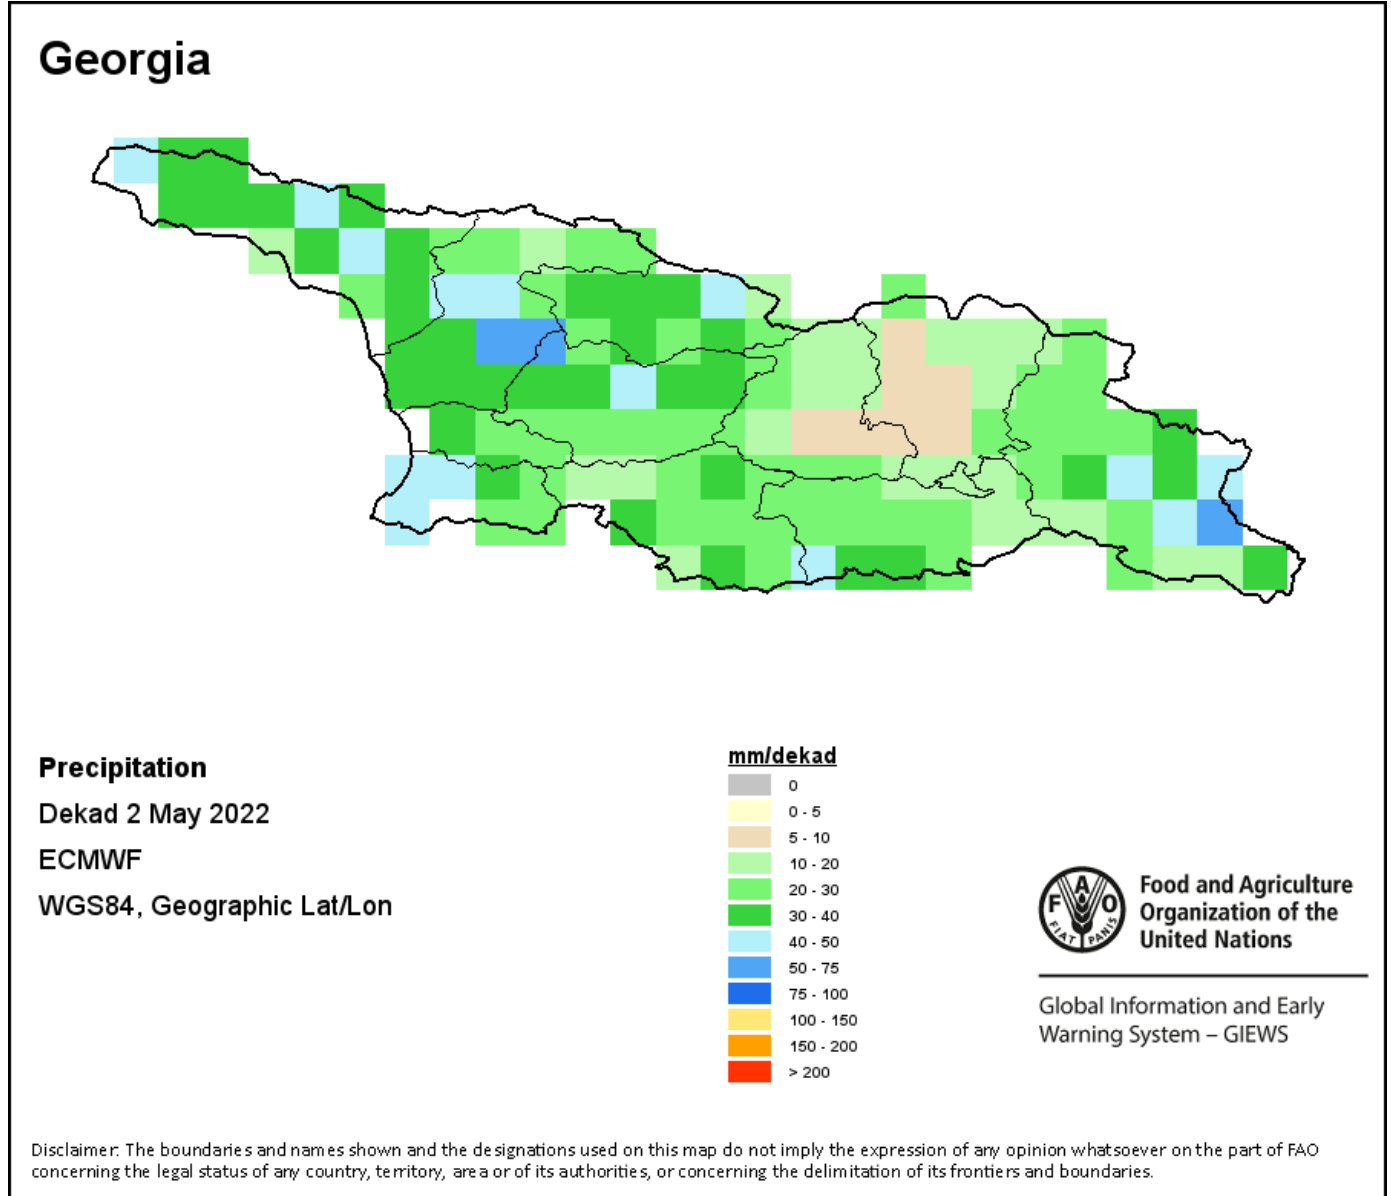 Georgia
Precipitation
Dekad 2 May 2022
ECMWF
WGS84, Geographic Lat/Lon
mm/dekad
0
0 - 5
5 - 10
10 - 20
20 - 30
30 - 40
40 - 50
50 - 75
75 - 100
100 - 150
150 - 200
> 200
F A O
FIAT PANIS
Food and Agriculture
Organization of the
United Nations
Global Information and Early
Warning System – GIEWS
Disclaimer: The boundaries and names shown and the designations used on this map do not imply the expression of any opinion whatsoever on the part of FAO
concerning the legal status of any country, territory, area or of its authorities, or concerning the delimitation of its frontiers and boundaries.